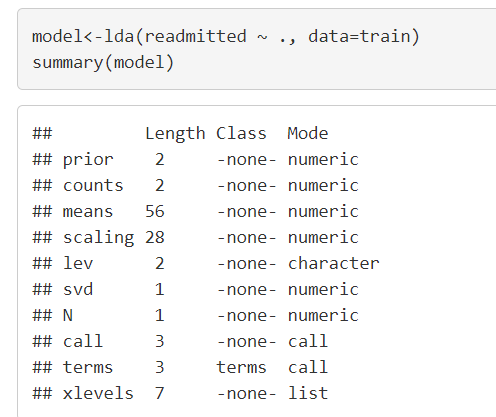 model<-lda(readmitted ~ ., data=train)
summary(model)
##         Length Class  Mode
## prior    2     -none- numeric
## counts   2     -none- numeric
## means   56     -none- numeric
## scaling 28     -none- numeric
## lev      2     -none- character
## svd      1     -none- numeric
## N        1     -none- numeric
## call     3     -none- call
## terms    3     terms  call
## xlevels  7     -none- list